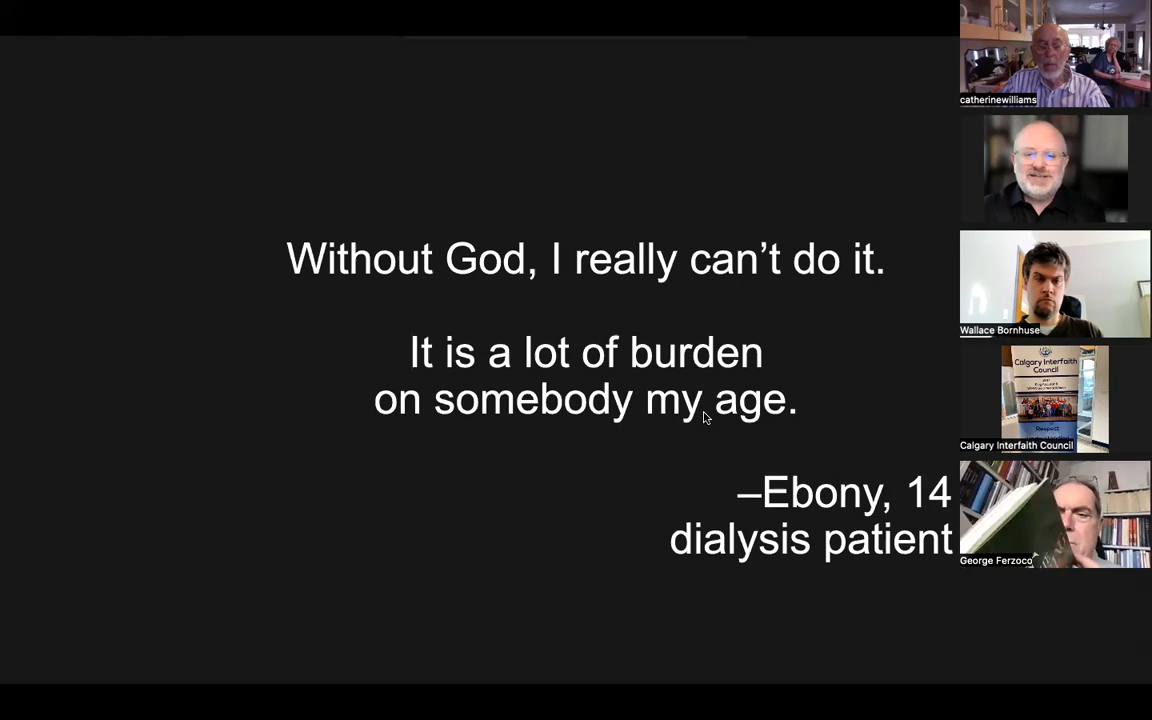 Without God, I really can’t do it.
It is a lot of burden
on somebody my age.
–Ebony, 14
dialysis patient
catherinewilliams
Wallace Bornhuse
Calgary Interfaith
Council
Respect
Calgary Interfaith Council
George Ferzoco